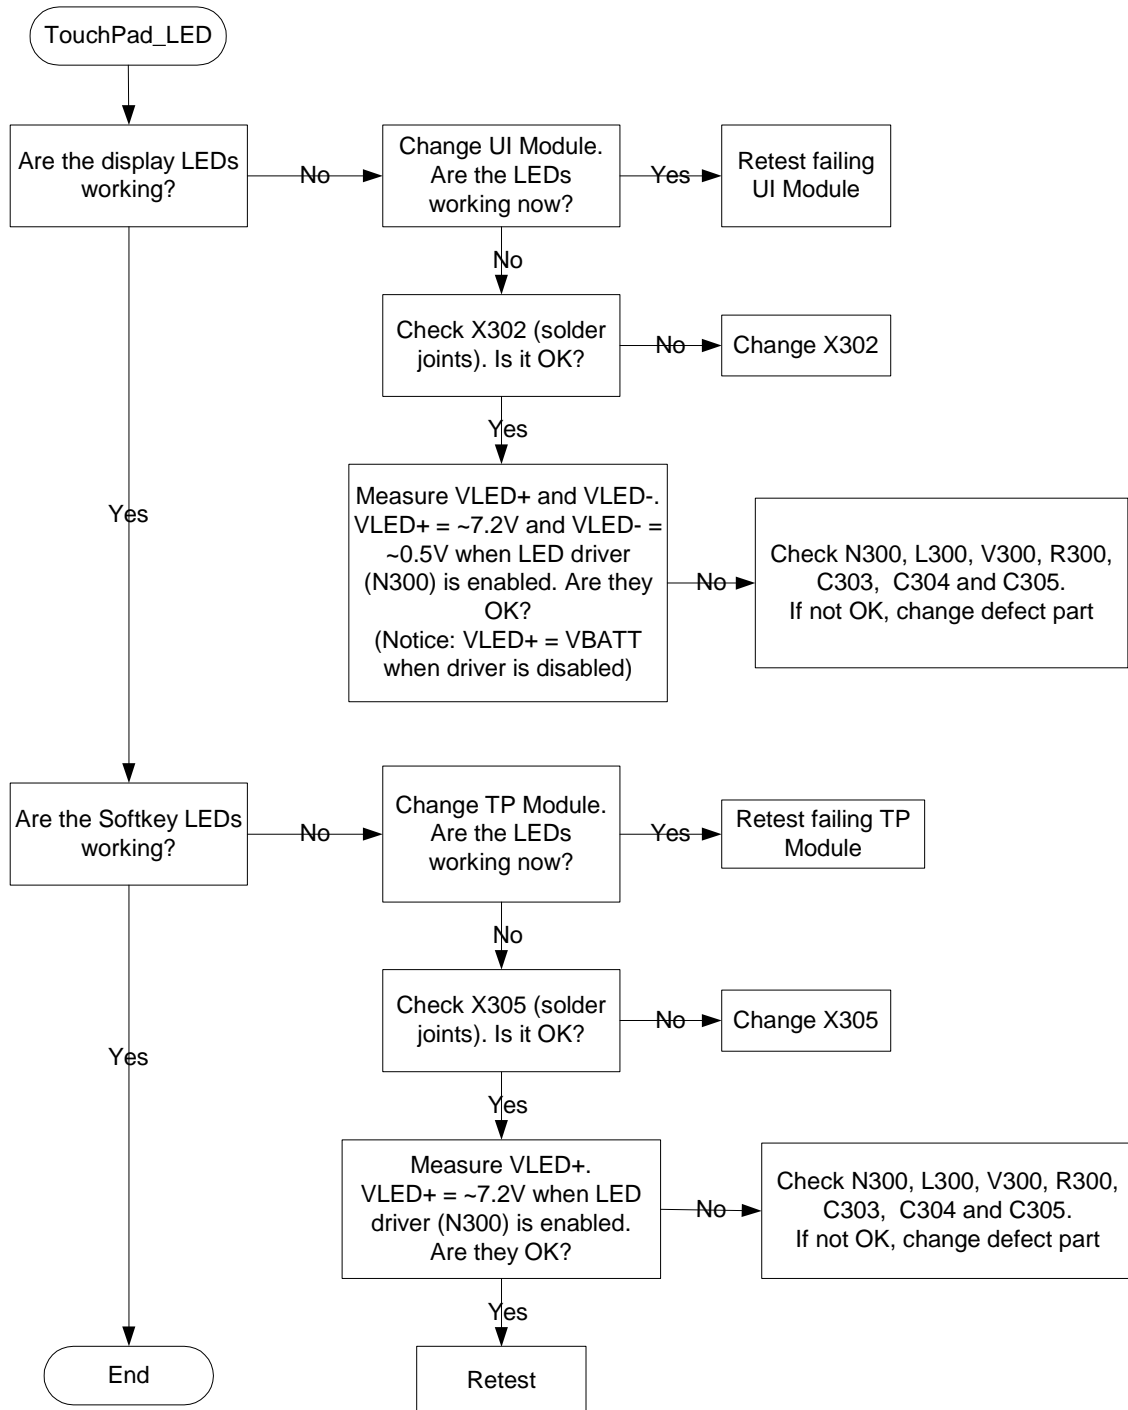 TouchPad_LED
Are the display LEDs
working?
No
Change UI Module.
Are the LEDs
working now?
Yes
Retest failing
UI Module
No
Check X302 (solder
joints). Is it OK?
No
Change X302
Yes
Measure VLED+ and VLED-.
VLED+ = ~7.2V and VLED- =
~0.5V when LED driver
(N300) is enabled. Are they
OK?
(Notice: VLED+ = VBATT
when driver is disabled)
No
Check N300, L300, V300, R300,
C303,  C304 and C305.
If not OK, change defect part
Yes
Are the Softkey LEDs
working?
No
Change TP Module.
Are the LEDs
working now?
Yes
Retest failing TP
Module
No
Check X305 (solder
joints). Is it OK?
No
Change X305
Yes
Yes
Measure VLED+.
VLED+ = ~7.2V when LED
driver (N300) is enabled.
Are they OK?
No
Check N300, L300, V300, R300,
C303,  C304 and C305.
If not OK, change defect part
Yes
End
Retest